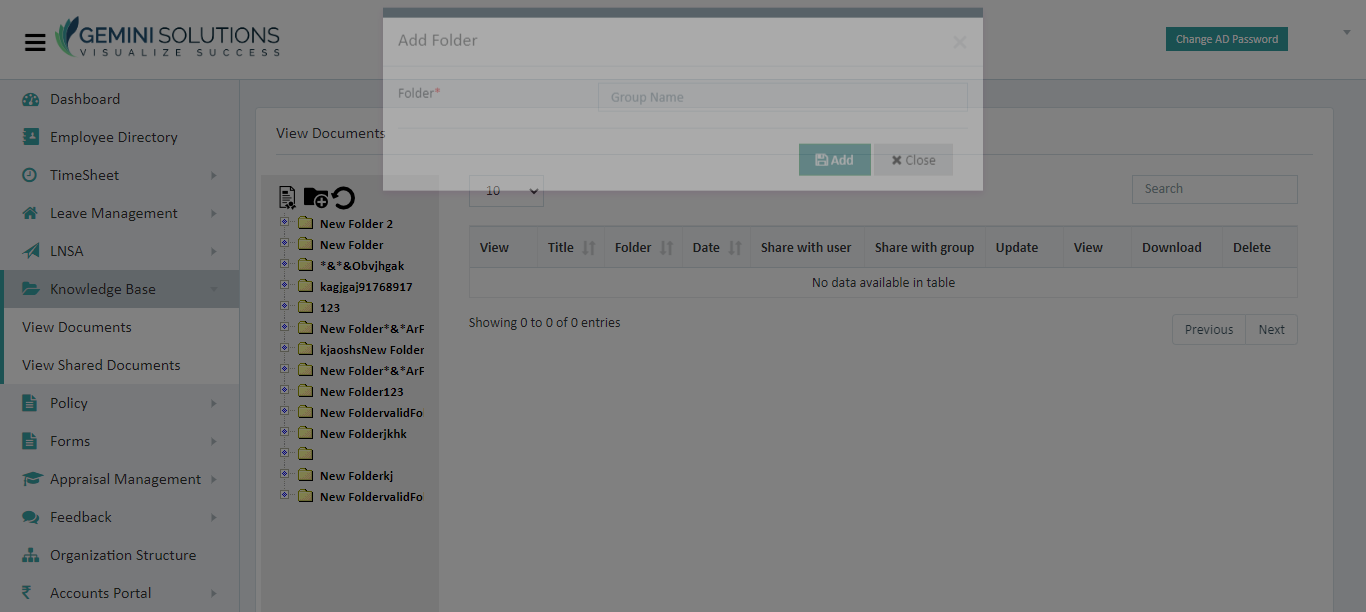 GEMINI SOLUTIONS
VISUALIZE SUCCESS
Add Folder
×
Change AD Password
Folder*
Group Name
Add
Close
Dashboard
Employee Directory
TimeSheet
Leave Management
LNSA
Knowledge Base
View Documents
View Shared Documents
Policy
Forms
Appraisal Management
Feedback
Organization Structure
Accounts Portal
View Documents
New Folder 2
New Folder
*&*&Obvjhgak
kagjgaj91768917
123
New Folder*&*ArF
kjaoshsNew Folder
New Folder*&*ArF
New Folder123
New FoldervalidFo
New Folderjkhk
New Folderkj
New FoldervalidFo
10
Search
View Title Folder Date Share with user Share with group Update View Download Delete
No data available in table
Showing 0 to 0 of 0 entries
Previous Next